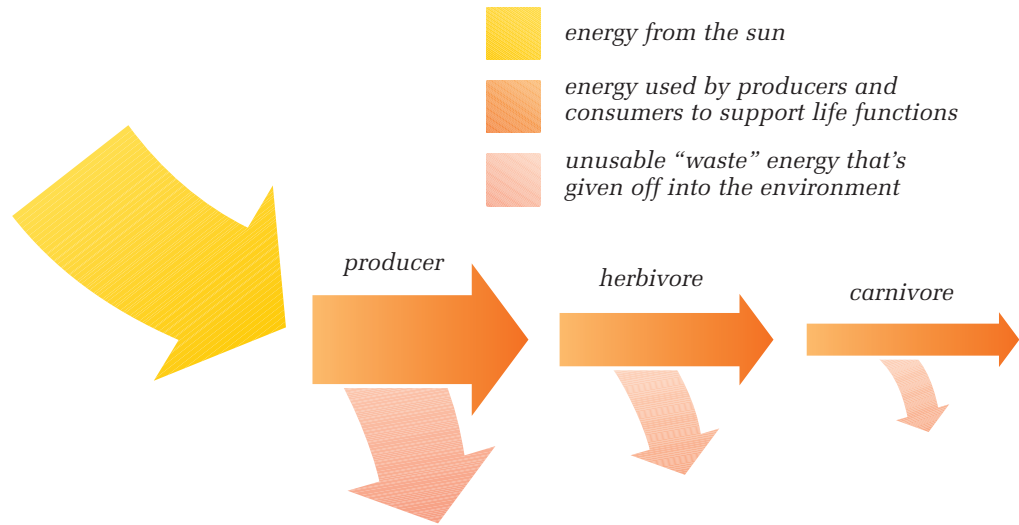 energy from the sun
energy used by producers and
consumers to support life functions
unusable “waste” energy that’s
given off into the environment
producer
herbivore
carnivore